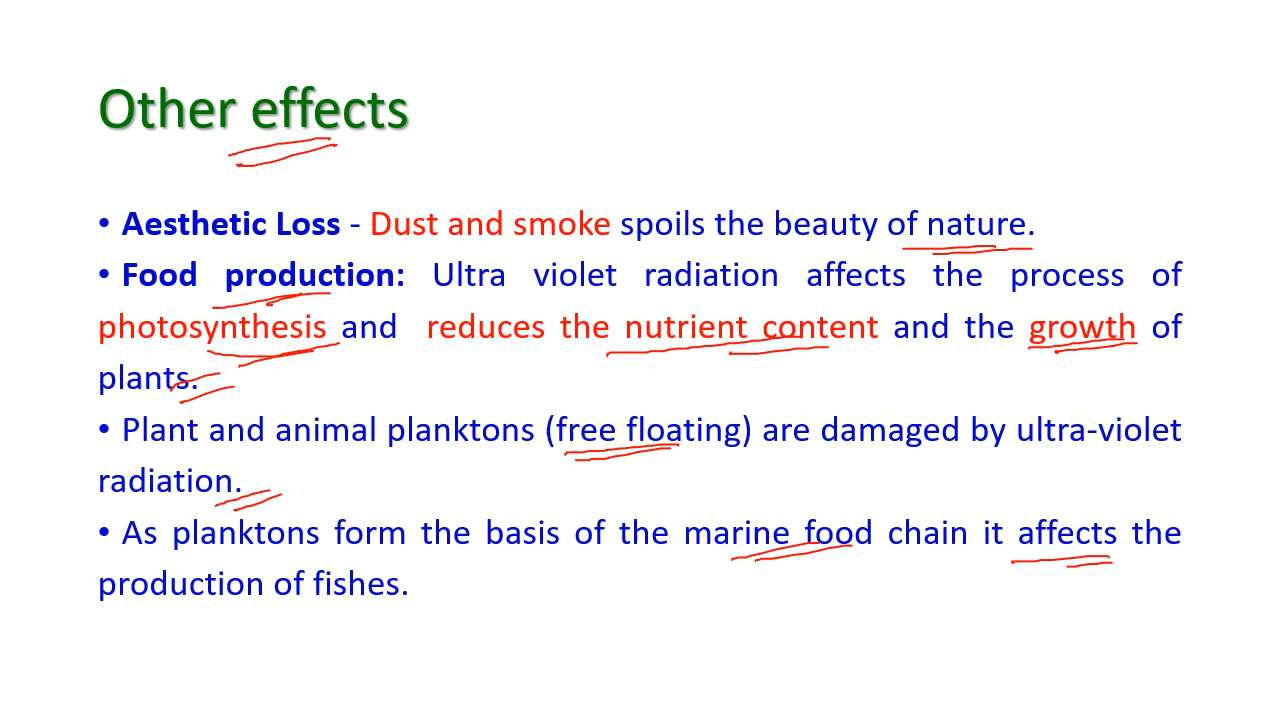 Other effects
• Aesthetic Loss - Dust and smoke spoils the beauty of nature.
• Food production: Ultra violet radiation affects the process of
photosynthesis and reduces the nutrient content and the growth of
plants.
• Plant and animal planktons (free floating) are damaged by ultra-violet
radiation.
• As planktons form the basis of the marine food chain it affects the
production of fishes.